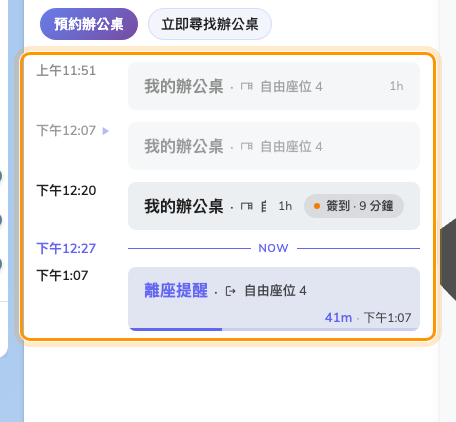 預約辦公桌 立即尋找辦公桌
上午11:51 我的辦公桌 · 自由座位 4 1h
下午12:07 我的辦公桌 · 自由座位 4
下午12:20 我的辦公桌 · 1h 簽到 · 9 分鐘
下午12:27 NOW
下午1:07 離座提醒 · 自由座位 4
41m · 下午1:07